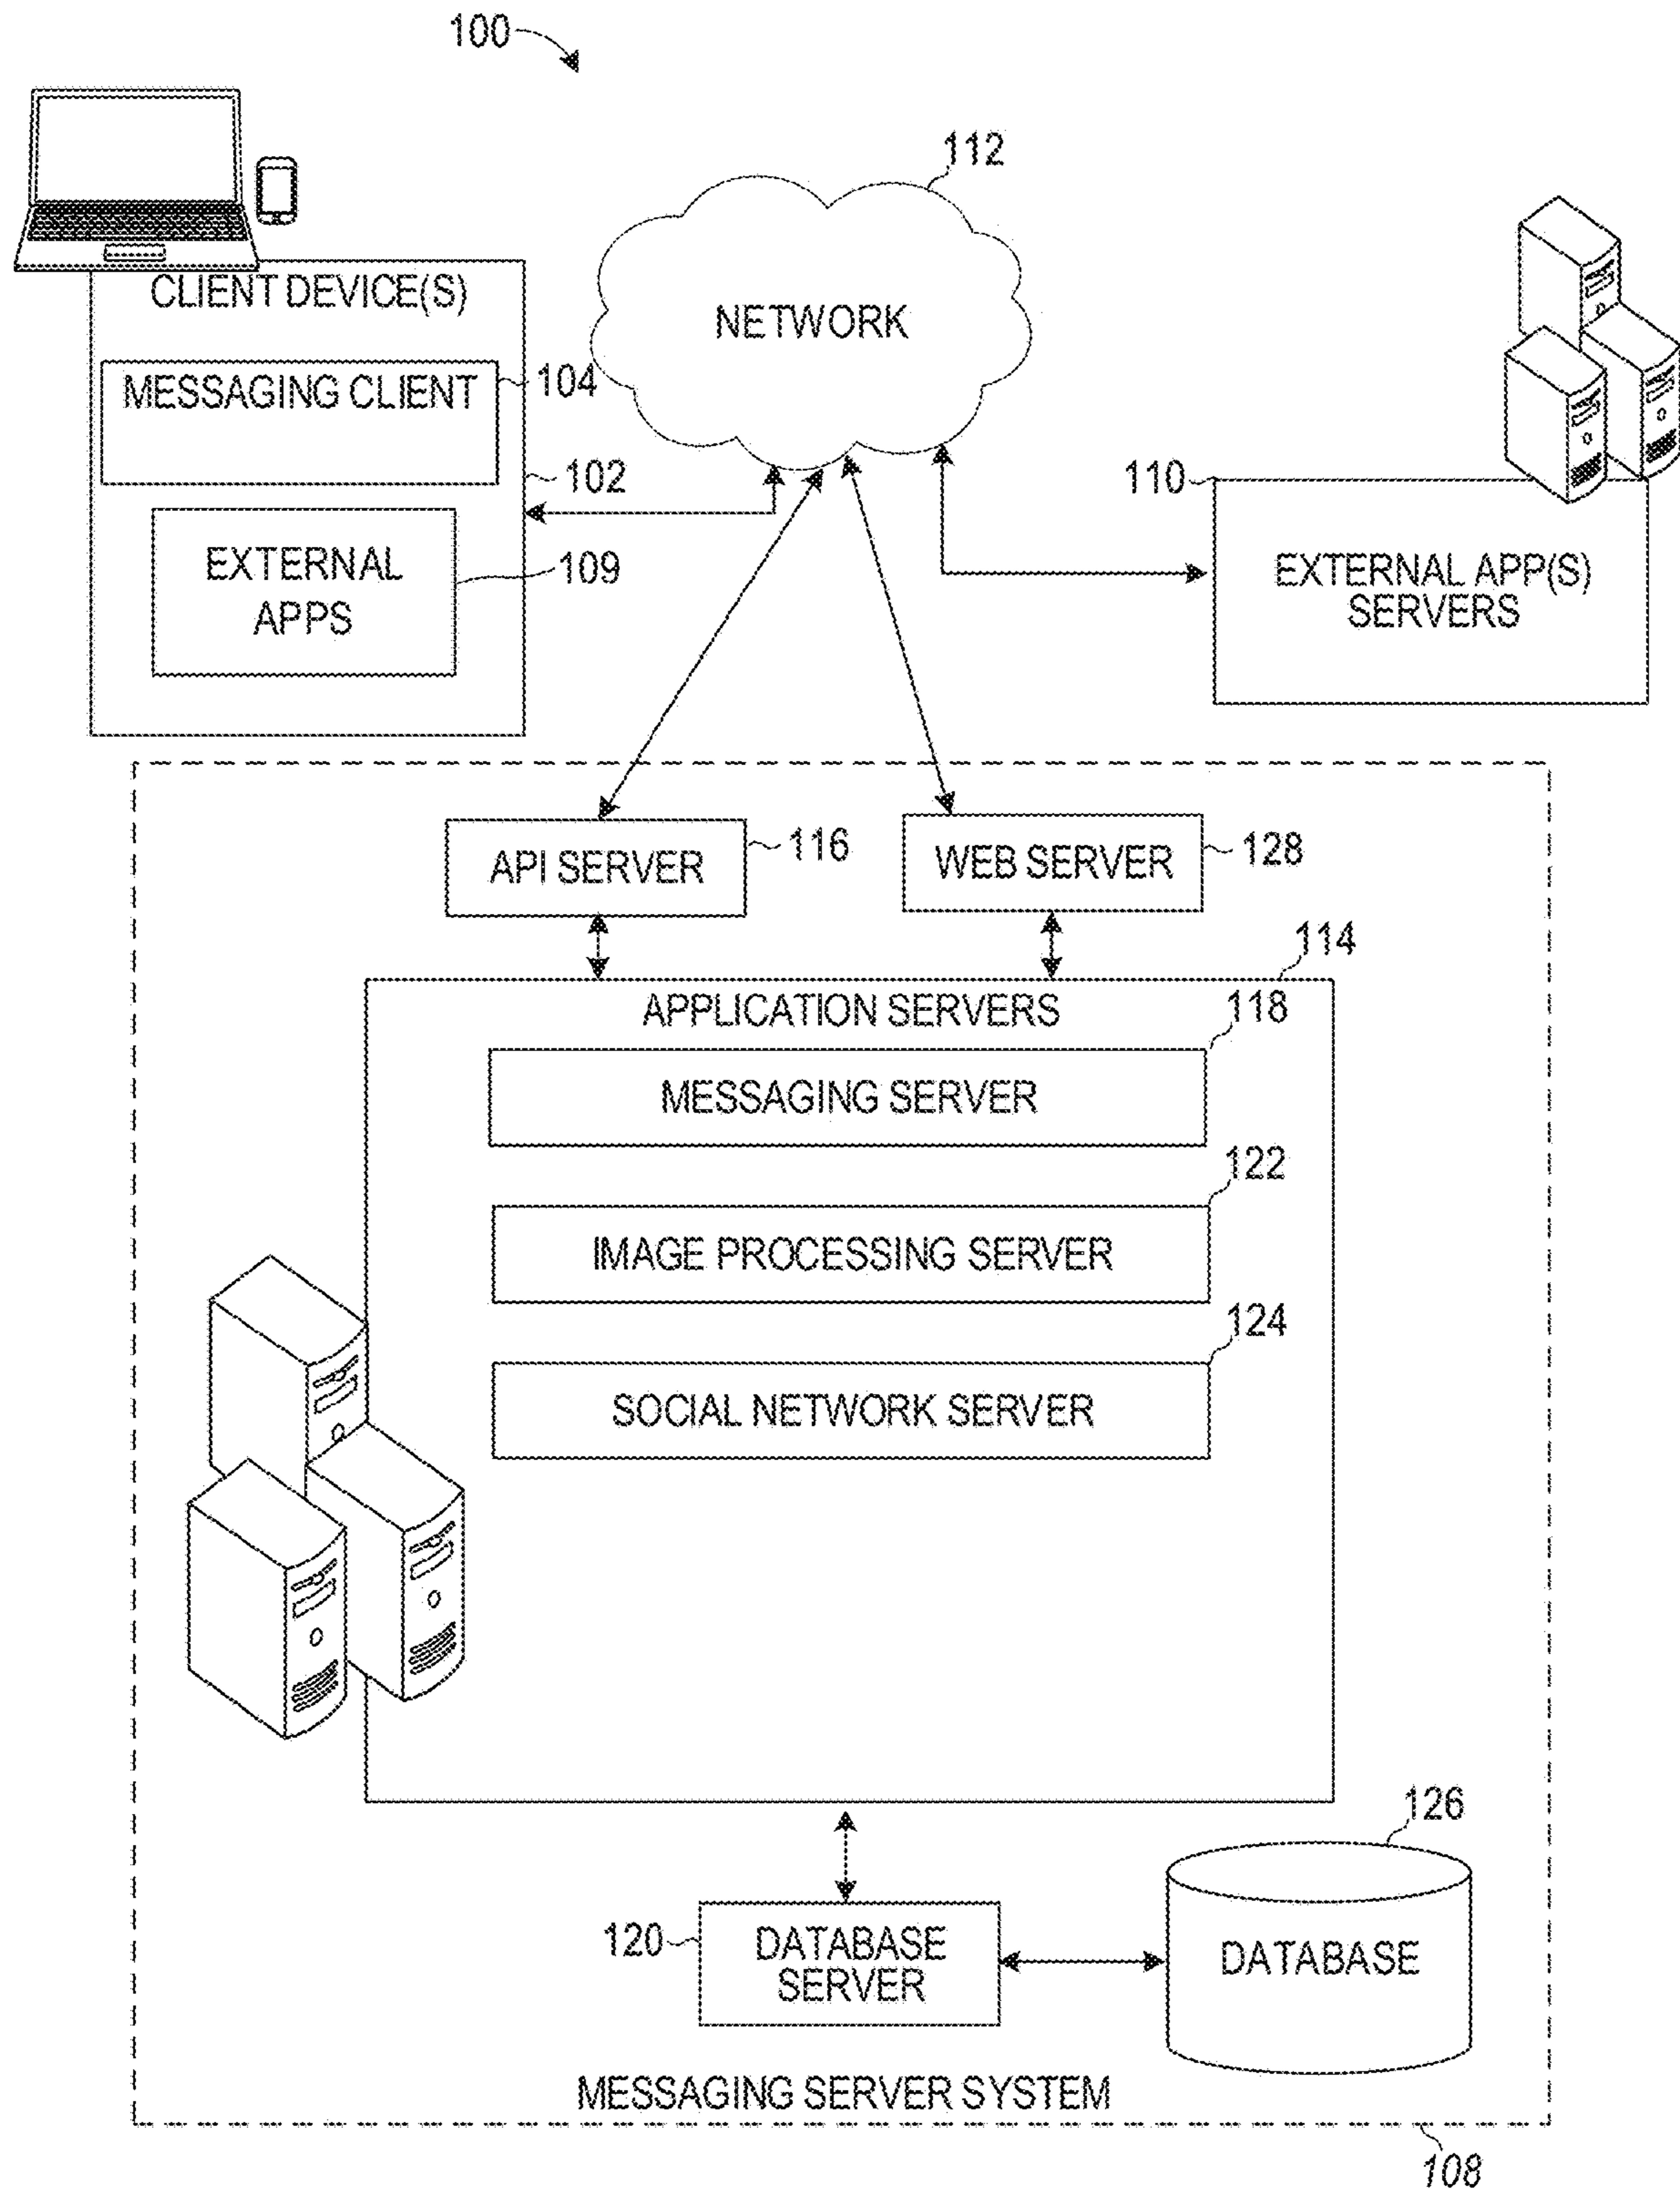 100
112
CLIENT DEVICE(S)
NETWORK
MESSAGING CLIENT
104
102
110
EXTERNAL
APPS
109
EXTERNAL APP(S)
SERVERS
API SERVER
116
WEB SERVER
128
114
APPLICATION SERVERS
118
MESSAGING SERVER
122
IMAGE PROCESSING SERVER
124
SOCIAL NETWORK SERVER
126
120
DATABASE
SERVER
DATABASE
MESSAGING SERVER SYSTEM
108